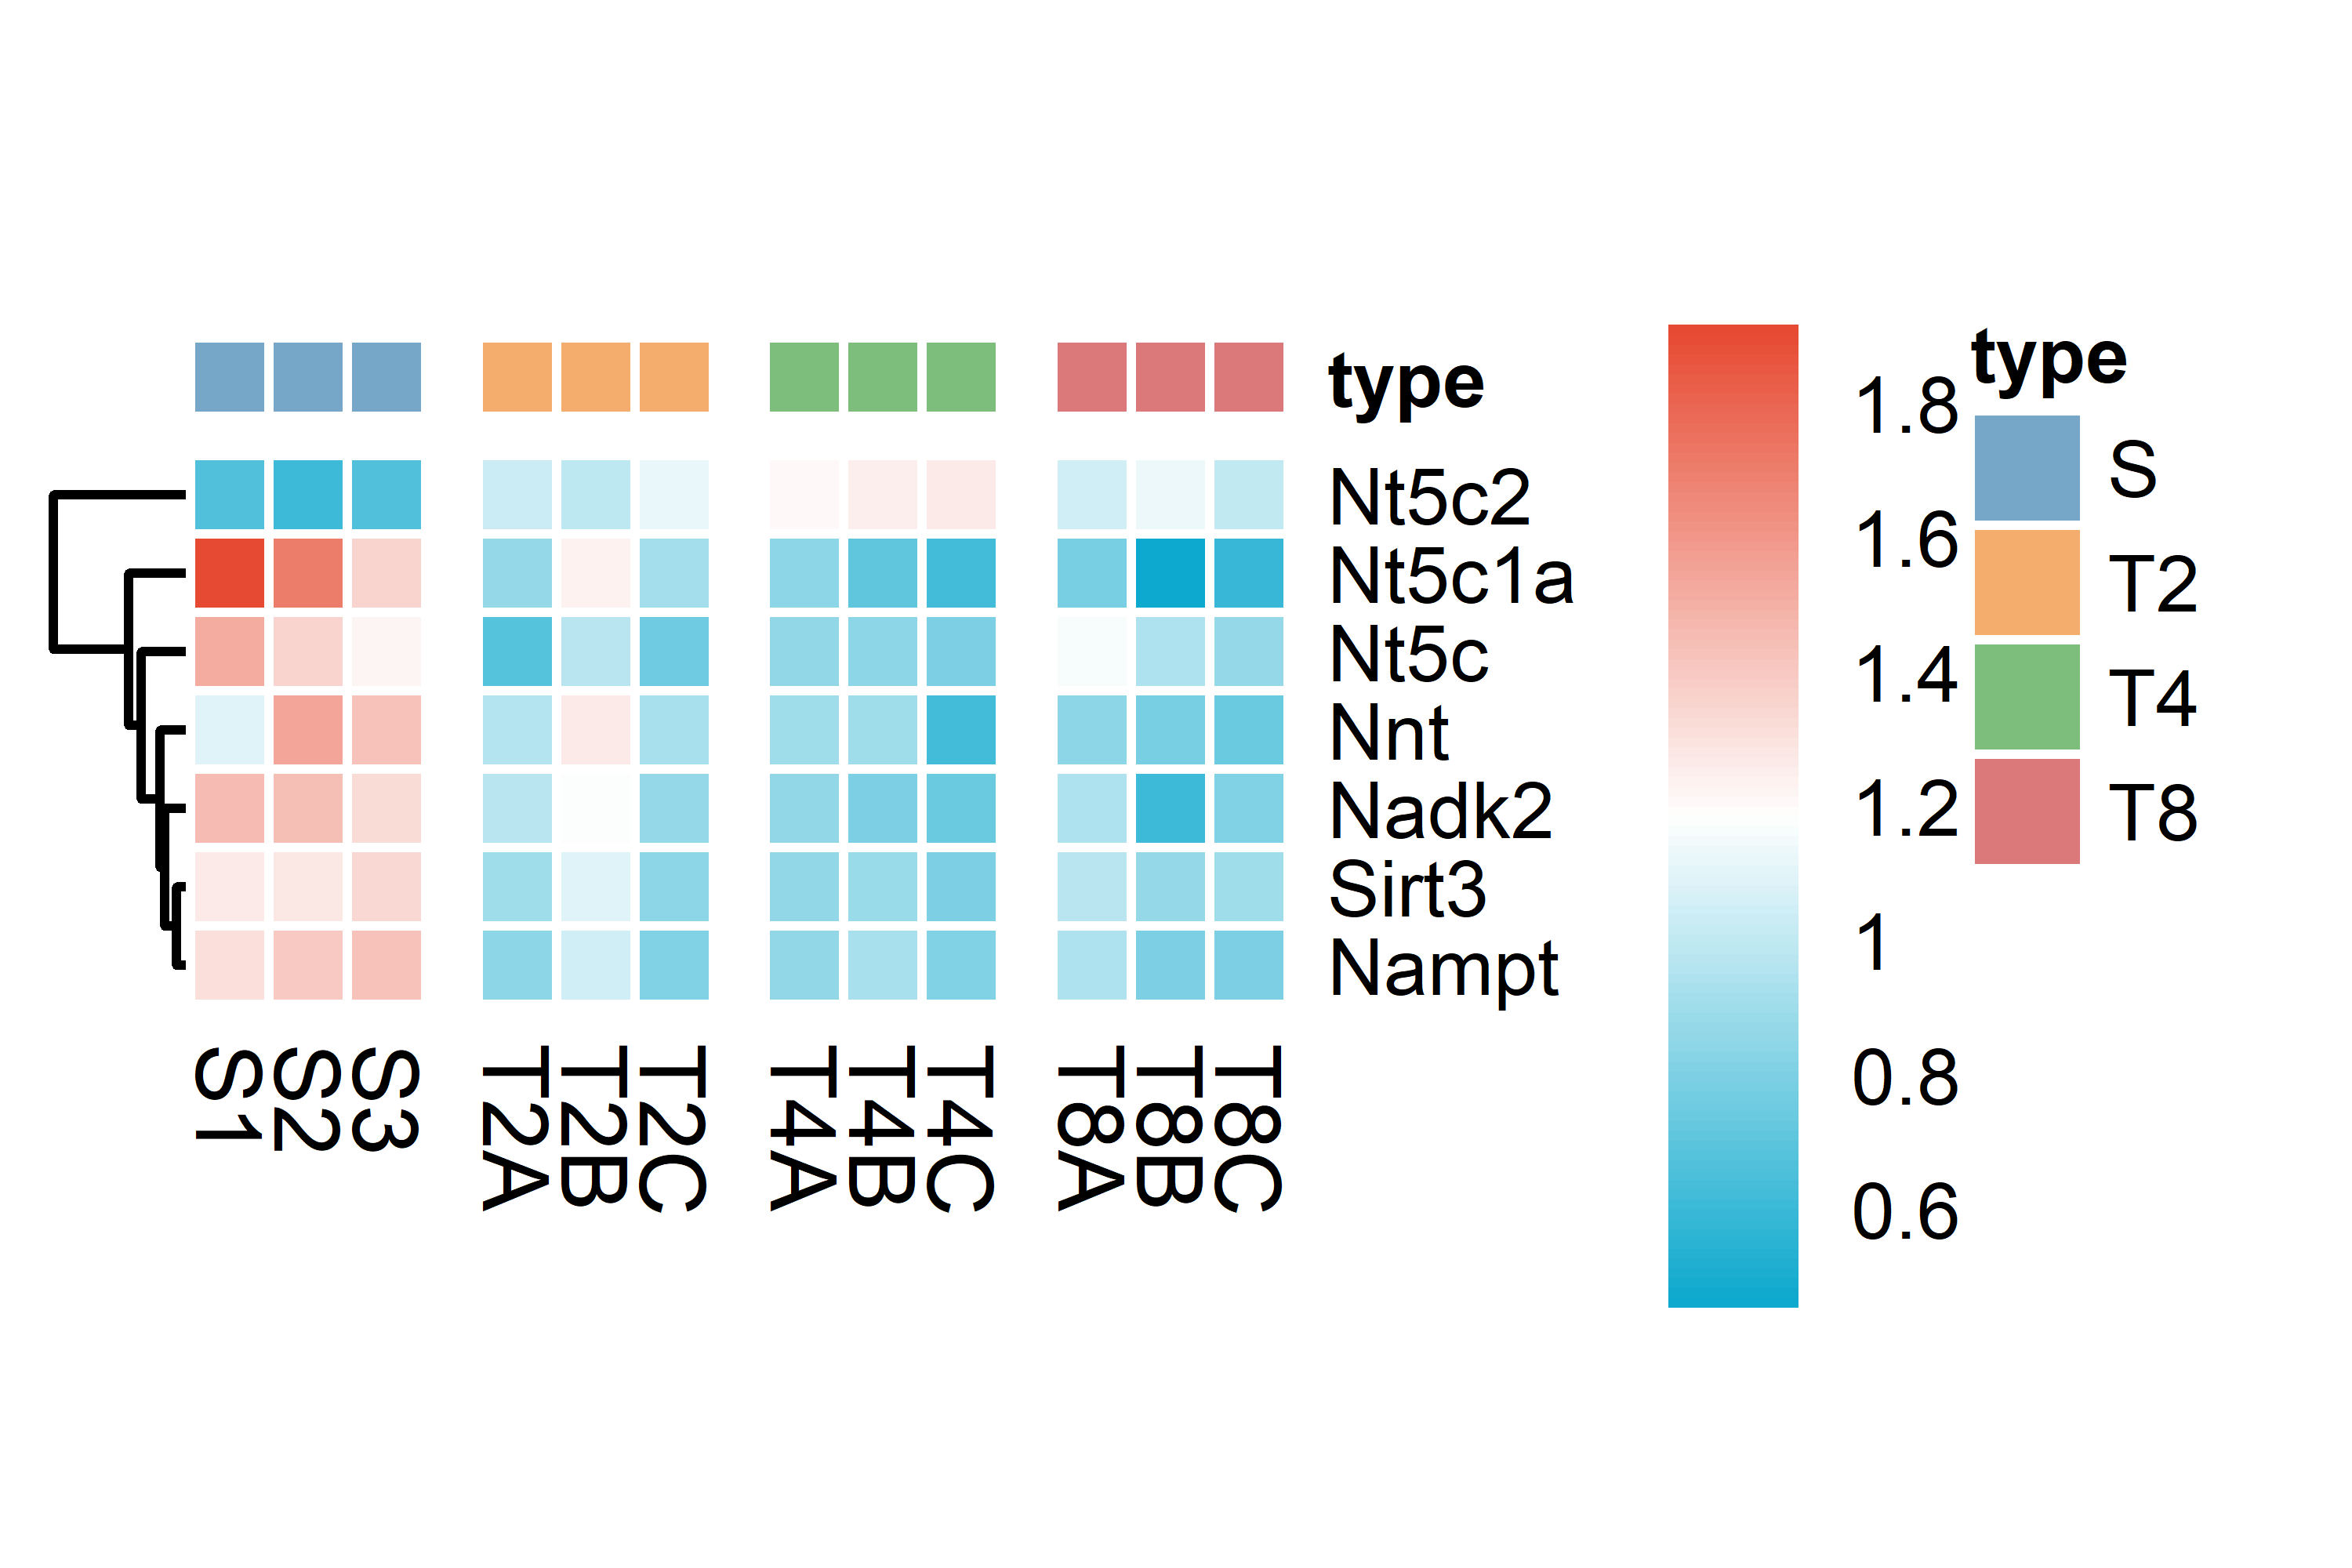 type
Nt5c2
Nt5c1a
Nt5c
Nnt
Nadk2
Sirt3
Nampt
S1
S2
S3
T2A
T2B
T2C
T4A
T4B
T4C
T8A
T8B
T8C
1.8
1.6
1.4
1.2
1
0.8
0.6
type
S
T2
T4
T8